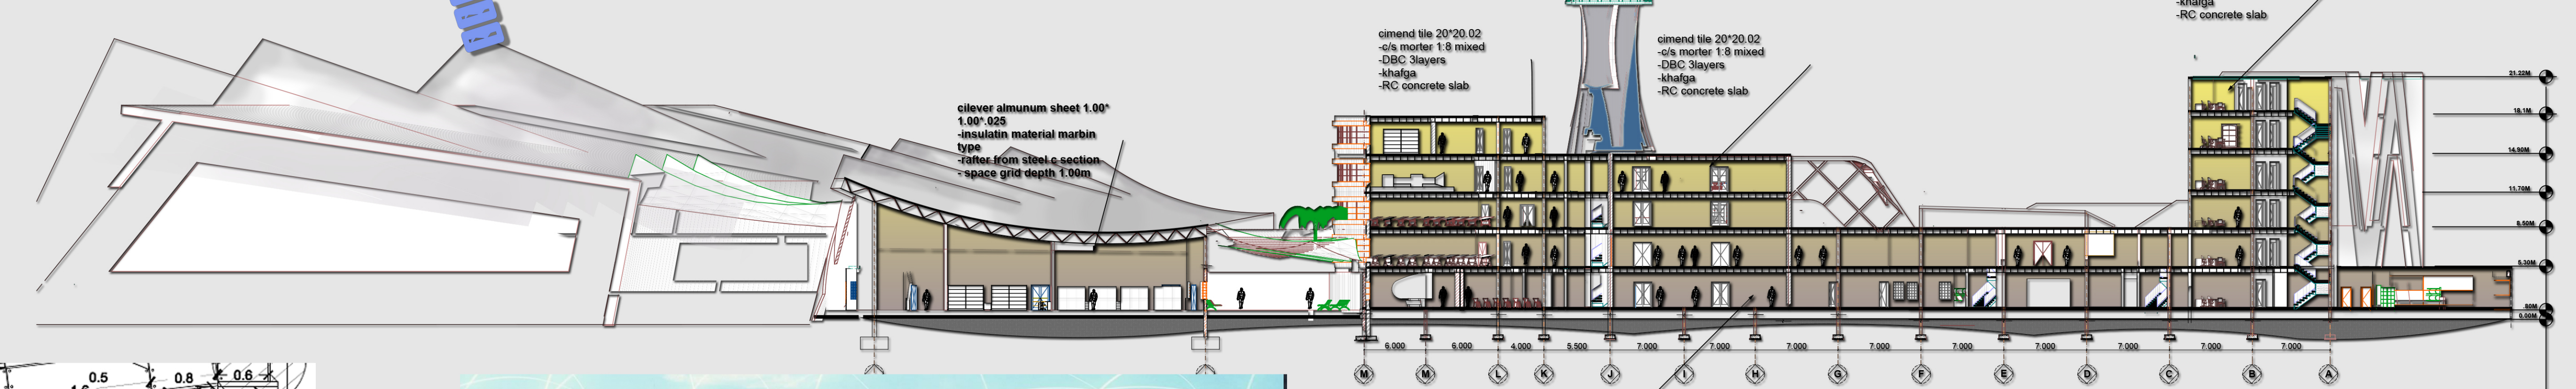 -khafga
-RC concrete slab
cimend tile 20*20.02
-c/s morter 1:8 mixed
-DBC 3layers
-khafga
-RC concrete slab
cimend tile 20*20.02
-c/s morter 1:8 mixed
-DBC 3layers
-khafga
-RC concrete slab
cilever almunum sheet 1.00*
1.00*.025
-insulatin material marbin
type
-rafter from steel c section
- space grid depth 1.00m
21.22M
18.1M
14.90M
11.70M
8.50M
5.30M
.80M
0.00M
6.000 6.000 4.000 5.500 7.000 7.000 7.000 7.000 7.000 7.000 7.000 7.000 7.000
M M L K J I H G F E D C B A
0.5 0.8 0.6